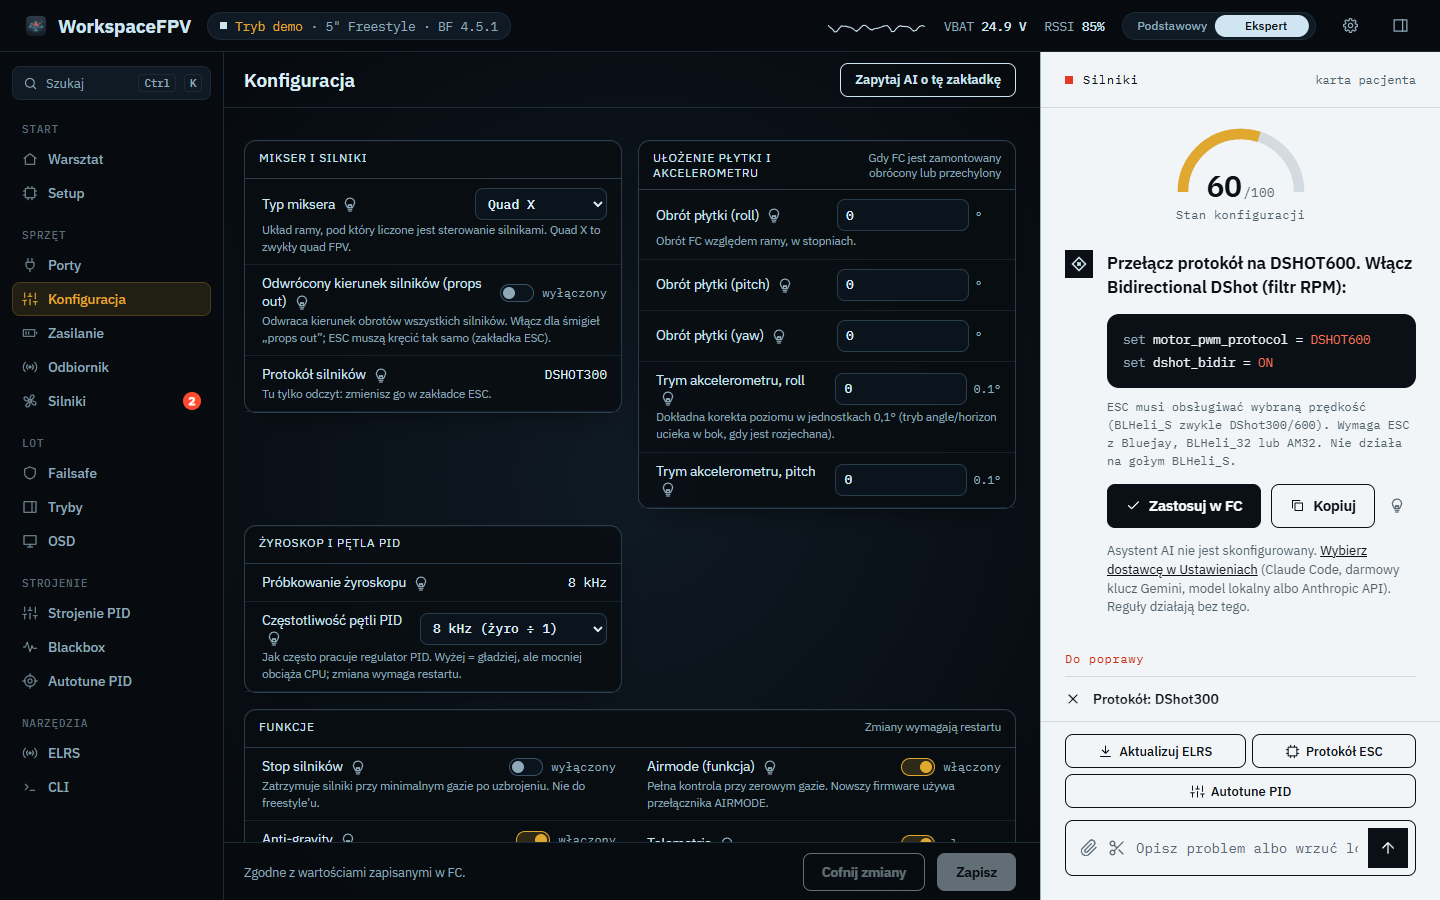 WorkspaceFPV
Tryb demo · 5" Freestyle · BF 4.5.1
VBAT 24.9 V
RSSI 85%
Podstawowy
Ekspert
Szukaj
Ctrl K
START
Warsztat
Setup
SPRZĘT
Porty
Konfiguracja
Zasilanie
Odbiornik
Silniki
2
LOT
Failsafe
Tryby
OSD
STROJENIE
Strojenie PID
Blackbox
Autotune PID
NARZĘDZIA
ELRS
CLI
Konfiguracja
Zapytaj AI o tę zakładkę
MIKSER I SILNIKI
Typ miksera
Quad X
Układ ramy, pod który liczone jest sterowanie silnikami. Quad X to
zwykły quad FPV.
Odwrócony kierunek silników (props
out)
wyłączony
Odwraca kierunek obrotów wszystkich silników. Włącz dla śmigieł
„props out”; ESC muszą kręcić tak samo (zakładka ESC).
Protokół silników
DSHOT300
Tu tylko odczyt: zmienisz go w zakładce ESC.
UŁOŻENIE PŁYTKI I
AKCELEROMETRU
Gdy FC jest zamontowany
obrócony lub przechylony
Obrót płytki (roll)
0
°
Obrót FC względem ramy, w stopniach.
Obrót płytki (pitch)
0
°
Obrót płytki (yaw)
0
°
Trym akcelerometru, roll
0
0.1°
Dokładna korekta poziomu w jednostkach 0,1° (tryb angle/horizon
ucieka w bok, gdy jest rozjechana).
Trym akcelerometru, pitch
0
0.1°
ŻYROSKOP I PĘTLA PID
Próbkowanie żyroskopu
8 kHz
Częstotliwość pętli PID
8 kHz (żyro ÷ 1)
Jak często pracuje regulator PID. Wyżej = gładziej, ale mocniej
obciąża CPU; zmiana wymaga restartu.
FUNKCJE
Zmiany wymagają restartu
Stop silników
wyłączony
Zatrzymuje silniki przy minimalnym gazie po uzbrojeniu. Nie do
freestyle'u.
Airmode (funkcja)
włączony
Pełna kontrola przy zerowym gazie. Nowszy firmware używa
przełącznika AIRMODE.
Anti-gravity
włączony
Telemetria
Zgodne z wartościami zapisanymi w FC.
Cofnij zmiany
Zapisz
Silniki
karta pacjenta
60/100
Stan konfiguracji
Przełącz protokół na DSHOT600. Włącz
Bidirectional DShot (filtr RPM):
set motor_pwm_protocol = DSHOT600
set dshot_bidir = ON
ESC musi obsługiwać wybraną prędkość
(BLHeli_S zwykle DShot300/600). Wymaga ESC
z Bluejay, BLHeli_32 lub AM32. Nie działa
na gołym BLHeli_S.
Zastosuj w FC
Kopiuj
Asystent AI nie jest skonfigurowany. Wybierz
dostawcę w Ustawieniach (Claude Code, darmowy
klucz Gemini, model lokalny albo Anthropic API).
Reguły działają bez tego.
Do poprawy
Protokół: DShot300
Aktualizuj ELRS
Protokół ESC
Autotune PID
Opisz problem albo wrzuć lo